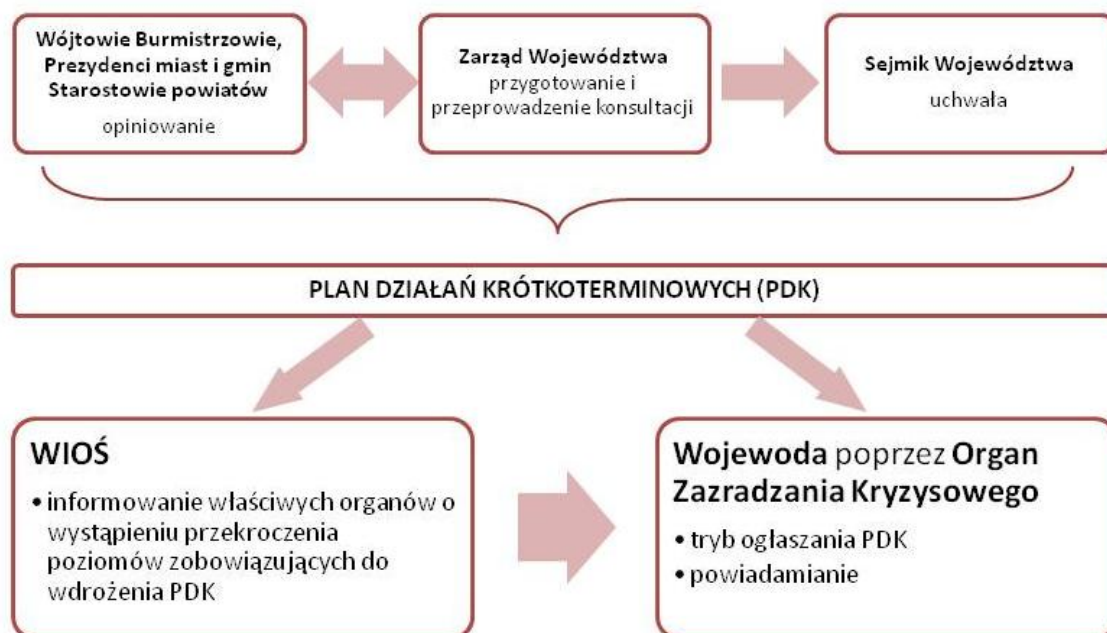 Wójtowie Burmistrzowie,
Prezydenci miast i gmin
Starostowie powiatów
opiniowanie
Zarząd Województwa
przygotowanie i
przeprowadzenie konsultacji
Sejmik Województwa
uchwała
PLAN DZIAŁAŃ KRÓTKOTERMINOWYCH (PDK)
WIOŚ
• informowanie właściwych organów o
wystąpieniu przekroczenia
poziomów zobowiązujących do
wdrożenia PDK
Wojewoda poprzez Organ
Zazradzania Kryzysowego
• tryb ogłaszania PDK
• powiadamianie